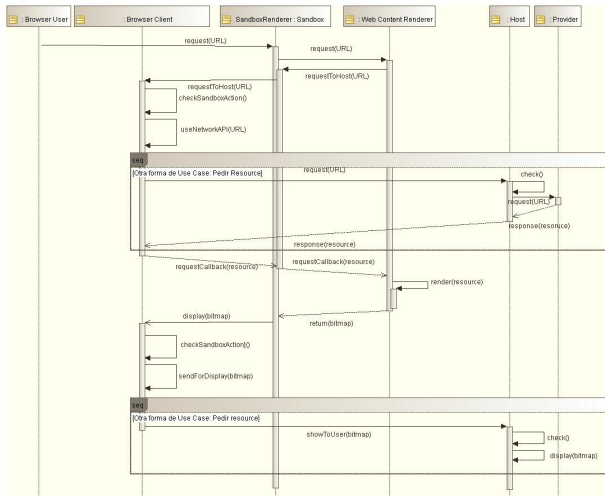 : Browser User
: Browser Client
SandboxRenderer : Sandbox
: Web Content Renderer
: Host
: Provider
request(URL)
request(URL)
requestToHost(URL)
requestToHost(URL)
checkSandboxAction()
useNetworkAPI(URL)
seq
[Otra forma de Use Case: Pedir Resource]
request(URL)
check()
request(URL)
response(resoruce)
response(resource)
requestCallback(resource)
requestCallback(resource)
render(resource)
display(bitmap)
return(bitmap)
checkSandboxAction()
sendForDisplay(bitmap)
seq
[Otra forma de Use Case: Pedir resource]
showToUser(bitmap)
check()
display(bitmap)